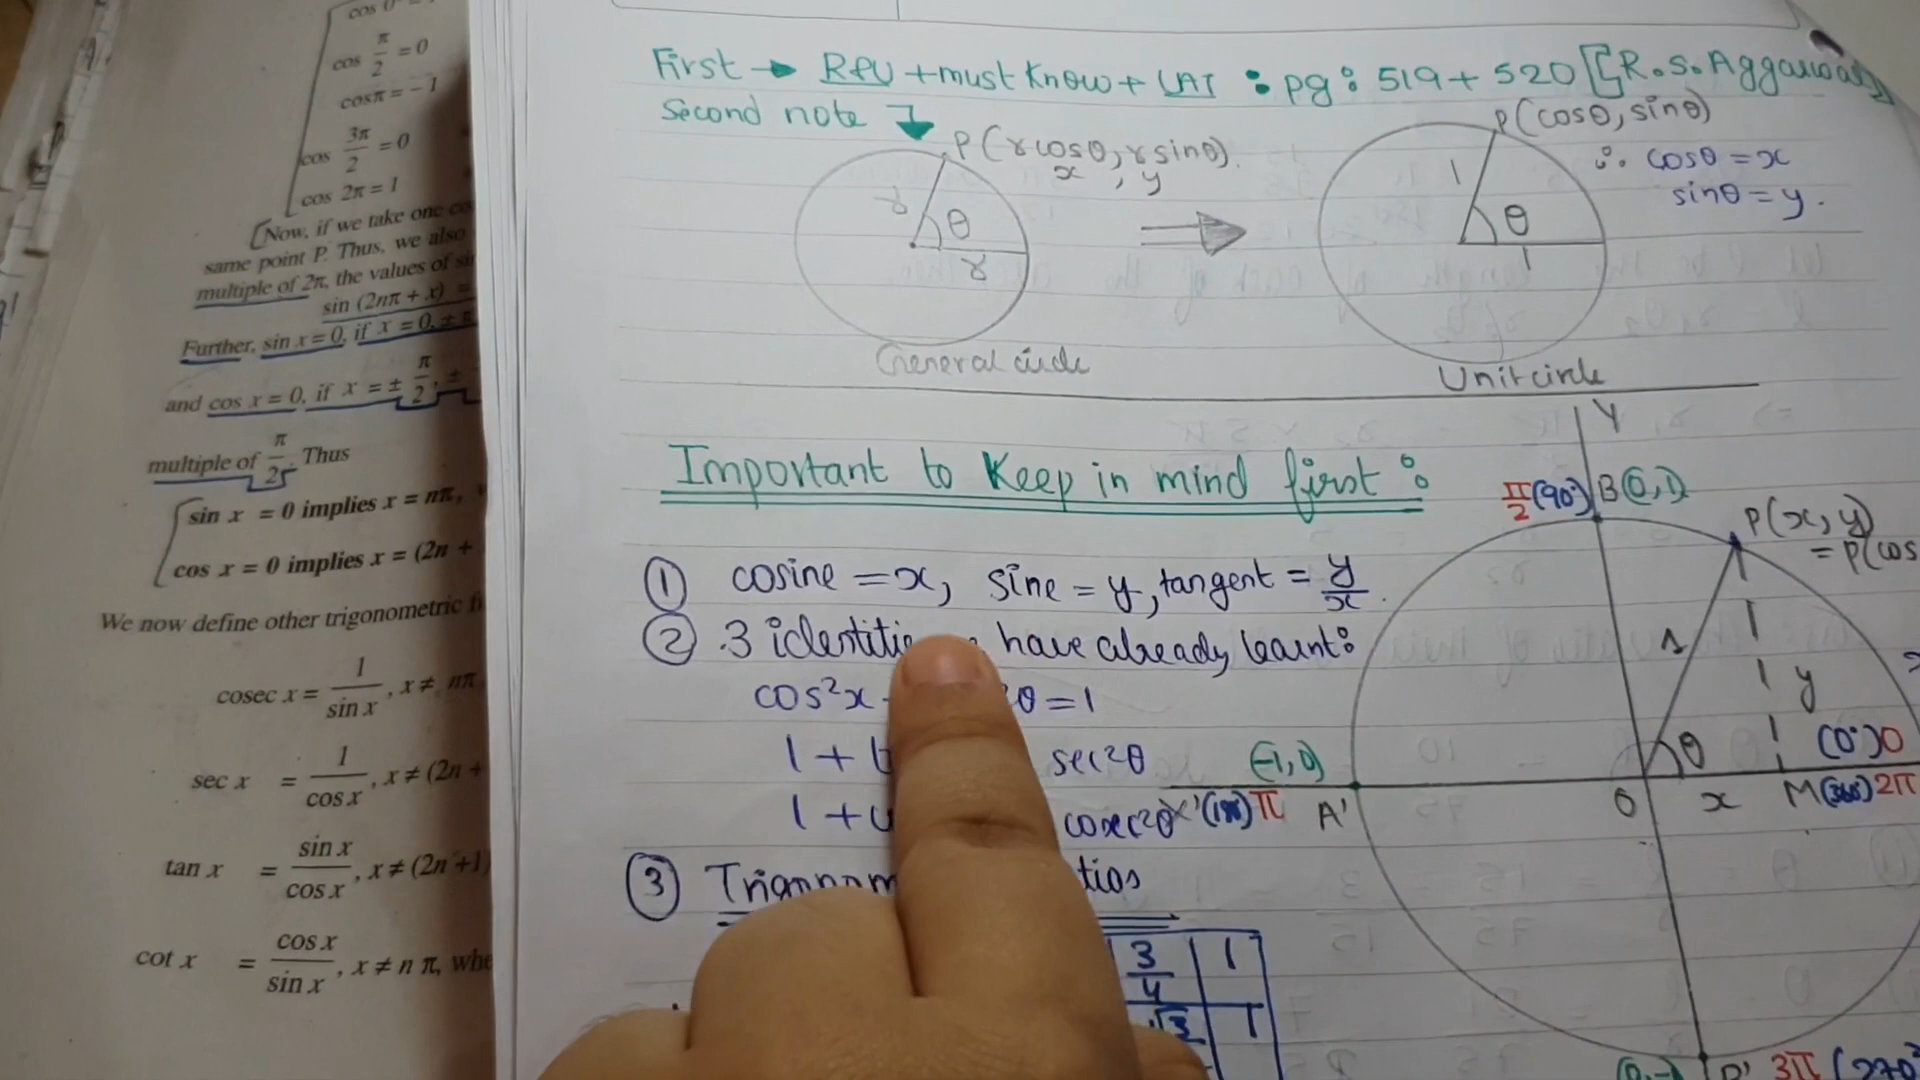 cos
cos π/2 = 0
cosπ = −1
cos 3π/2 = 0
cos 2π = 1
[Now, if we take one
same point P. Thus, we also
multiple of 2π, the values of
sin (2nπ + x) =
Further, sin x = 0, if x = 0, ± π
and cos x = 0, if x = ± π/2, ±
multiple of π/2. Thus
sin x = 0 implies x = nπ,
cos x = 0 implies x = (2n +
We now define other trigonometric
cosec x = 1/sin x, x ≠ nπ
sec x = 1/cos x, x ≠ (2n +
tan x = sin x/cos x, x ≠ (2n +1)
cot x = cos x/sin x, x ≠ n π,
First → + must Know + : pg: 519 + 520 [R.S. Aggarwal]
Second note
P(r cosθ, r sinθ).
x, y
r
θ
r
General circle
P(cosθ, sinθ)
∴ cosθ = x
sinθ = y.
1
θ
1
Unit circle
Important to Keep in mind first :
① cosine = x, sine = y, tangent = y/x.
② 3 have already learnt:
cos²x θ = 1
1 + sec²θ
1 + cosec²θ
③
3/4 1
√3 1
Y
π/2 (90°) B(0,1)
P(x, y)
= P(cos
1
y
θ
(0°) 0
(-1, 0)
X' (180) π A'
O x M (360) 2π
3π (270°